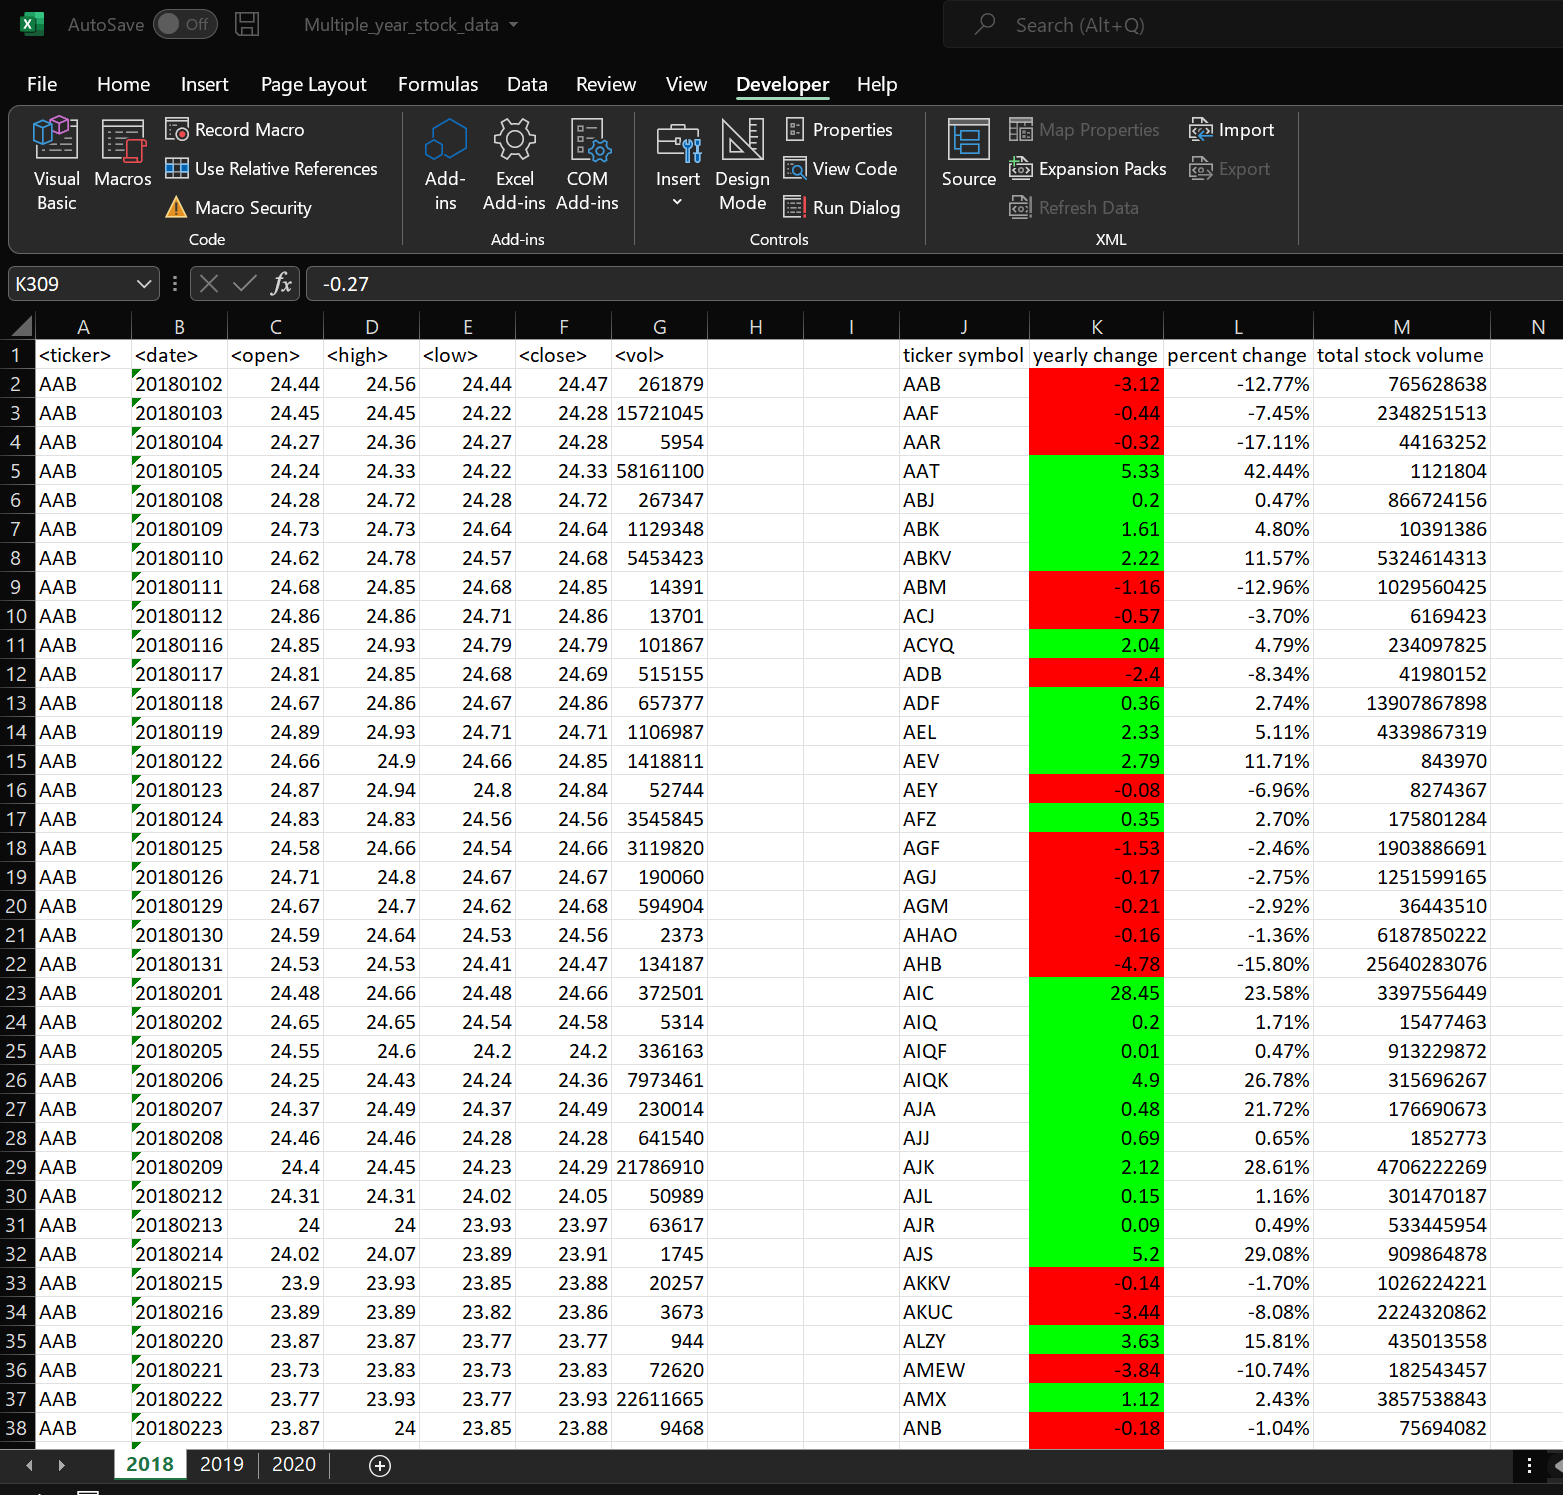 AutoSave Off Multiple_year_stock_data Search (Alt+Q)
File Home Insert Page Layout Formulas Data Review View Developer Help
Visual Basic
Macros
Record Macro
Use Relative References
Macro Security
Code
Add-ins
Excel Add-ins
COM Add-ins
Add-ins
Insert
Design Mode
Properties
View Code
Run Dialog
Controls
Source
Map Properties
Expansion Packs
Refresh Data
Import
Export
XML
K309 fx -0.27
A B C D E F G H I J K L M N
1 <ticker> <date> <open> <high> <low> <close> <vol> ticker symbol yearly change percent change total stock volume
2 AAB 20180102 24.44 24.56 24.44 24.47 261879 AAB -3.12 -12.77% 765628638
3 AAB 20180103 24.45 24.45 24.22 24.28 15721045 AAF -0.44 -7.45% 2348251513
4 AAB 20180104 24.27 24.36 24.27 24.28 5954 AAR -0.32 -17.11% 44163252
5 AAB 20180105 24.24 24.33 24.22 24.33 58161100 AAT 5.33 42.44% 1121804
6 AAB 20180108 24.28 24.72 24.28 24.72 267347 ABJ 0.2 0.47% 866724156
7 AAB 20180109 24.73 24.73 24.64 24.64 1129348 ABK 1.61 4.80% 10391386
8 AAB 20180110 24.62 24.78 24.57 24.68 5453423 ABKV 2.22 11.57% 5324614313
9 AAB 20180111 24.68 24.85 24.68 24.85 14391 ABM -1.16 -12.96% 1029560425
10 AAB 20180112 24.86 24.86 24.71 24.86 13701 ACJ -0.57 -3.70% 6169423
11 AAB 20180116 24.85 24.93 24.79 24.79 101867 ACYQ 2.04 4.79% 234097825
12 AAB 20180117 24.81 24.85 24.68 24.69 515155 ADB -2.4 -8.34% 41980152
13 AAB 20180118 24.67 24.86 24.67 24.86 657377 ADF 0.36 2.74% 13907867898
14 AAB 20180119 24.89 24.93 24.71 24.71 1106987 AEL 2.33 5.11% 4339867319
15 AAB 20180122 24.66 24.9 24.66 24.85 1418811 AEV 2.79 11.71% 843970
16 AAB 20180123 24.87 24.94 24.8 24.84 52744 AEY -0.08 -6.96% 8274367
17 AAB 20180124 24.83 24.83 24.56 24.56 3545845 AFZ 0.35 2.70% 175801284
18 AAB 20180125 24.58 24.66 24.54 24.66 3119820 AGF -1.53 -2.46% 1903886691
19 AAB 20180126 24.71 24.8 24.67 24.67 190060 AGJ -0.17 -2.75% 1251599165
20 AAB 20180129 24.67 24.7 24.62 24.68 594904 AGM -0.21 -2.92% 36443510
21 AAB 20180130 24.59 24.64 24.53 24.56 2373 AHAO -0.16 -1.36% 6187850222
22 AAB 20180131 24.53 24.53 24.41 24.47 134187 AHB -4.78 -15.80% 25640283076
23 AAB 20180201 24.48 24.66 24.48 24.66 372501 AIC 28.45 23.58% 3397556449
24 AAB 20180202 24.65 24.65 24.54 24.58 5314 AIQ 0.2 1.71% 15477463
25 AAB 20180205 24.55 24.6 24.2 24.2 336163 AIQF 0.01 0.47% 913229872
26 AAB 20180206 24.25 24.43 24.24 24.36 7973461 AIQK 4.9 26.78% 315696267
27 AAB 20180207 24.37 24.49 24.37 24.49 230014 AJA 0.48 21.72% 176690673
28 AAB 20180208 24.46 24.46 24.28 24.28 641540 AJJ 0.69 0.65% 1852773
29 AAB 20180209 24.4 24.45 24.23 24.29 21786910 AJK 2.12 28.61% 4706222269
30 AAB 20180212 24.31 24.31 24.02 24.05 50989 AJL 0.15 1.16% 301470187
31 AAB 20180213 24 24 23.93 23.97 63617 AJR 0.09 0.49% 533445954
32 AAB 20180214 24.02 24.07 23.89 23.91 1745 AJS 5.2 29.08% 909864878
33 AAB 20180215 23.9 23.93 23.85 23.88 20257 AKKV -0.14 -1.70% 1026224221
34 AAB 20180216 23.89 23.89 23.82 23.86 3673 AKUC -3.44 -8.08% 2224320862
35 AAB 20180220 23.87 23.87 23.77 23.77 944 ALZY 3.63 15.81% 435013558
36 AAB 20180221 23.73 23.83 23.73 23.83 72620 AMEW -3.84 -10.74% 182543457
37 AAB 20180222 23.77 23.93 23.77 23.93 22611665 AMX 1.12 2.43% 3857538843
38 AAB 20180223 23.87 24 23.85 23.88 9468 ANB -0.18 -1.04% 75694082
2018 2019 2020